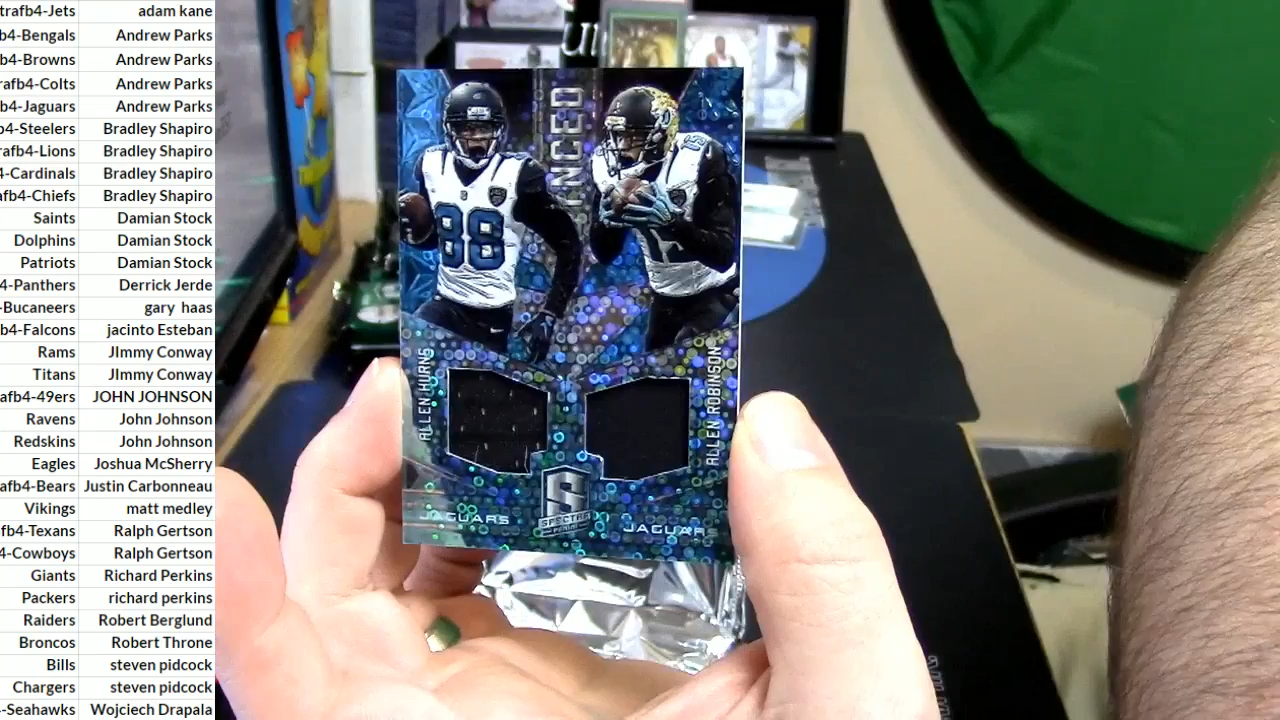 trafb4-Jets adam kane
fb4-Bengals Andrew Parks
fb4-Browns Andrew Parks
rafb4-Colts Andrew Parks
b4-Jaguars Andrew Parks
b4-Steelers Bradley Shapiro
rafb4-Lions Bradley Shapiro
4-Cardinals Bradley Shapiro
afb4-Chiefs Bradley Shapiro
Saints Damian Stock
Dolphins Damian Stock
Patriots Damian Stock
4-Panthers Derrick Jerde
-Bucaneers gary haas
b4-Falcons jacinto Esteban
Rams JImmy Conway
Titans JImmy Conway
afb4-49ers JOHN JOHNSON
Ravens John Johnson
Redskins John Johnson
Eagles Joshua McSherry
afb4-Bears Justin Carbonneau
Vikings matt medley
fb4-Texans Ralph Gertson
4-Cowboys Ralph Gertson
Giants Richard Perkins
Packers richard perkins
Raiders Robert Berglund
Broncos Robert Throne
Bills steven pidcock
Chargers steven pidcock
4-Seahawks Wojciech Drapala
NCED
88
ALLEN HURNS
ALLEN ROBINSON
S
SPECTRA
PANINI
JAGUARS
JAGUAR